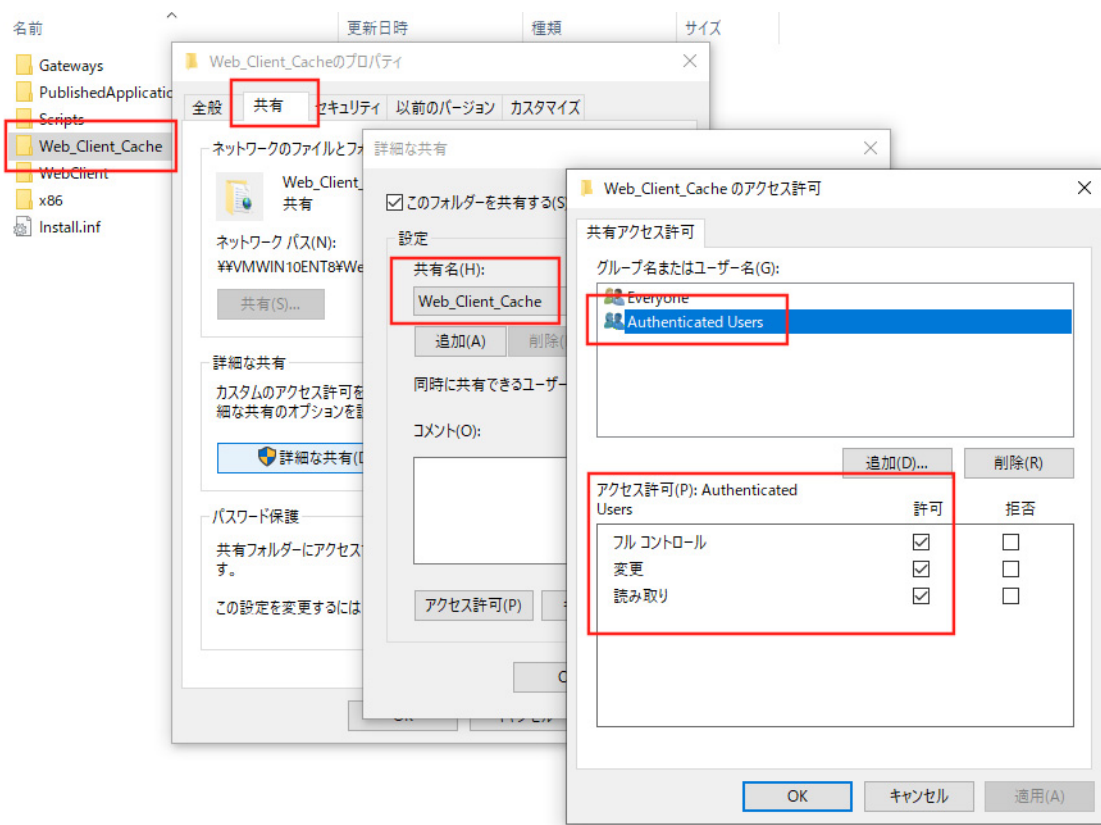 名前
更新日時
種類
サイズ
Gateways
PublishedApplicatio
Scripts
Web_Client_Cache
WebClient
x86
Install.inf
Web_Client_Cacheのプロパティ
全般
共有
セキュリティ
以前のバージョン
カスタマイズ
ネットワークのファイルとフォ
Web_Client_
共有
ネットワーク パス(N):
¥¥VMWIN10ENT8¥We
共有(S)...
詳細な共有
カスタムのアクセス許可を
細な共有のオプションを設
詳細な共有(D
パスワード保護
共有フォルダーにアクセス
す。
この設定を変更するには
OK
キャンセル
詳細な共有
このフォルダーを共有する(S)
設定
共有名(H):
Web_Client_Cache
追加(A)
削除(
同時に共有できるユーザー
コメント(O):
アクセス許可(P)
Web_Client_Cache のアクセス許可
共有アクセス許可
グループ名またはユーザー名(G):
Everyone
Authenticated Users
追加(D)...
削除(R)
アクセス許可(P): Authenticated
Users
許可
拒否
フル コントロール
変更
読み取り
OK
キャンセル
適用(A)